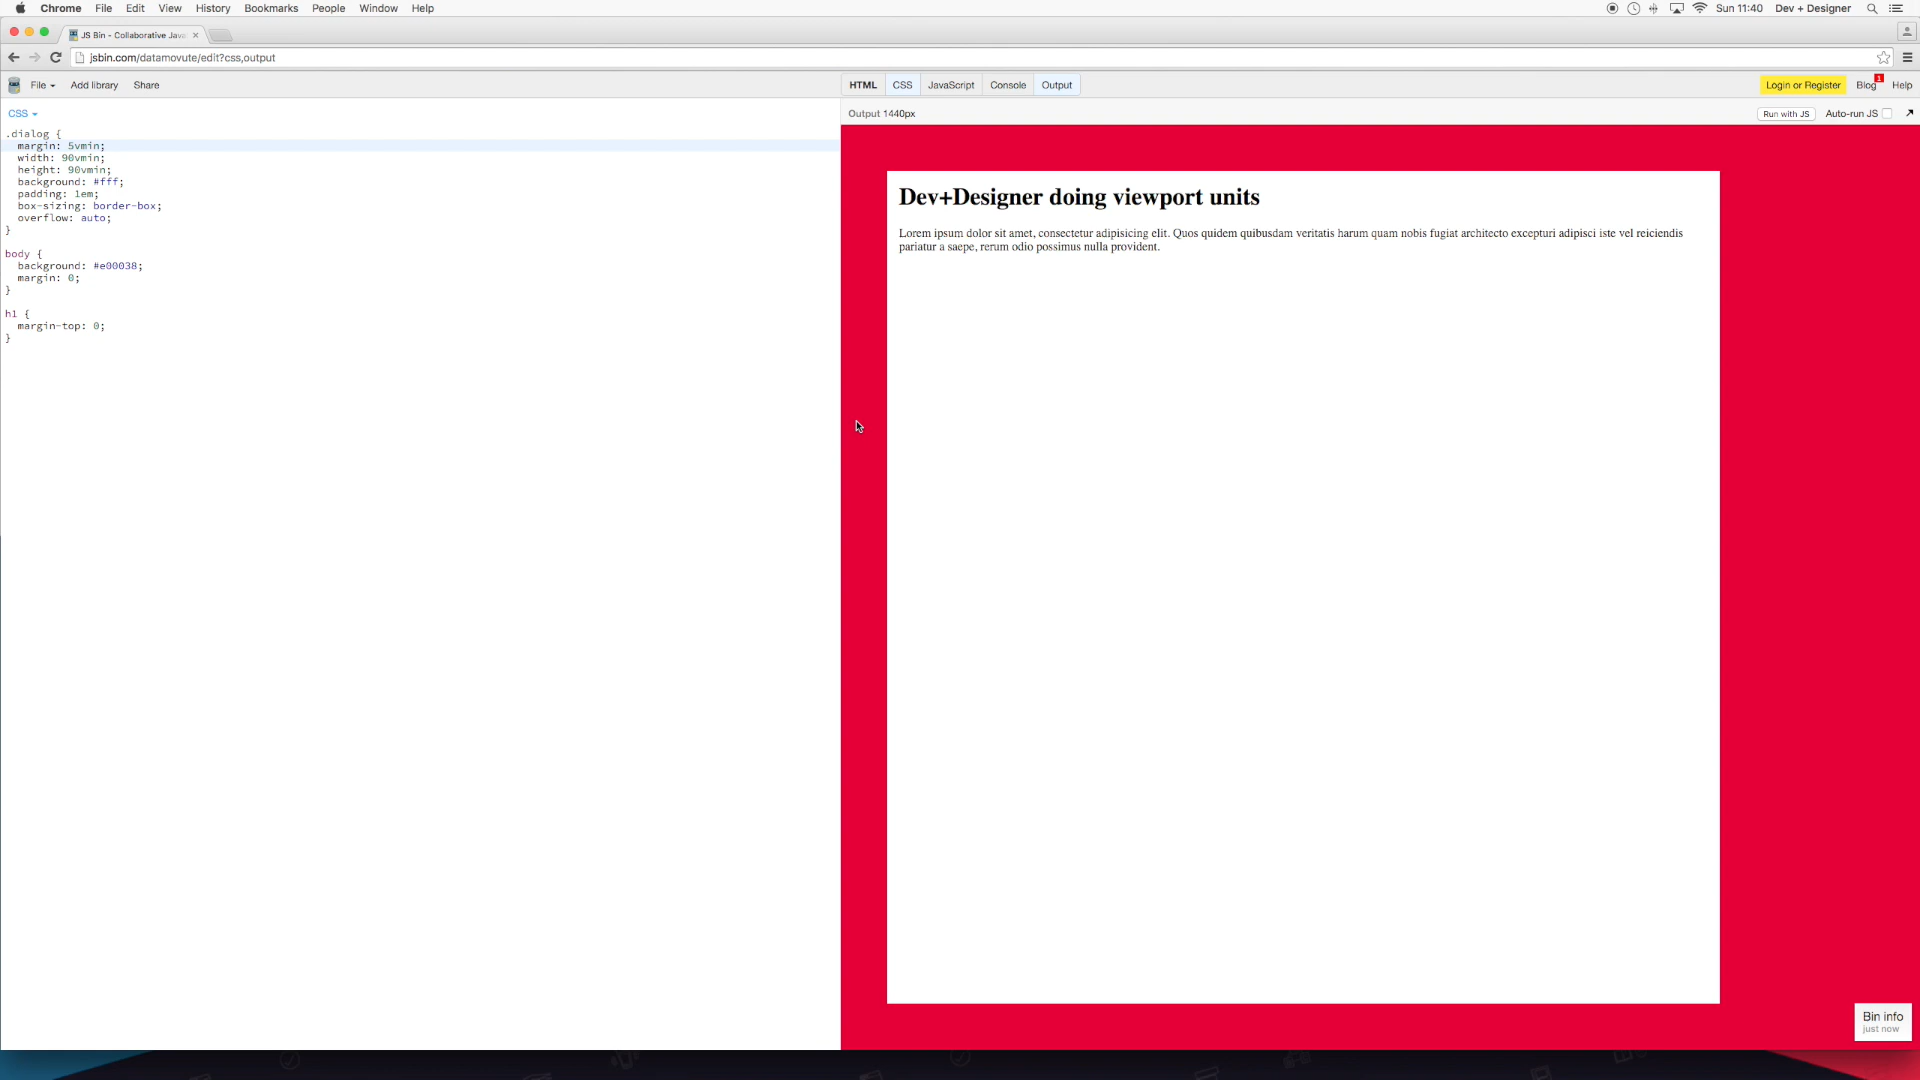 Chrome File Edit View History Bookmarks People Window Help Sun 11:40 Dev + Designer
JS Bin - Collaborative Java
jsbin.com/datamovute/edit?css,output
File Add library Share HTML CSS JavaScript Console Output Login or Register Blog 1 Help
CSS Output 1440px Run with JS Auto-run JS
.dialog {
margin: 5vmin;
width: 90vmin;
height: 90vmin;
background: #fff;
padding: 1em;
box-sizing: border-box;
overflow: auto;
}
body {
background: #e00038;
margin: 0;
}
h1 {
margin-top: 0;
}
Dev+Designer doing viewport units
Lorem ipsum dolor sit amet, consectetur adipisicing elit. Quos quidem quibusdam veritatis harum quam nobis fugiat architecto excepturi adipisci iste vel reiciendis
pariatur a saepe, rerum odio possimus nulla provident.
Bin info
just now